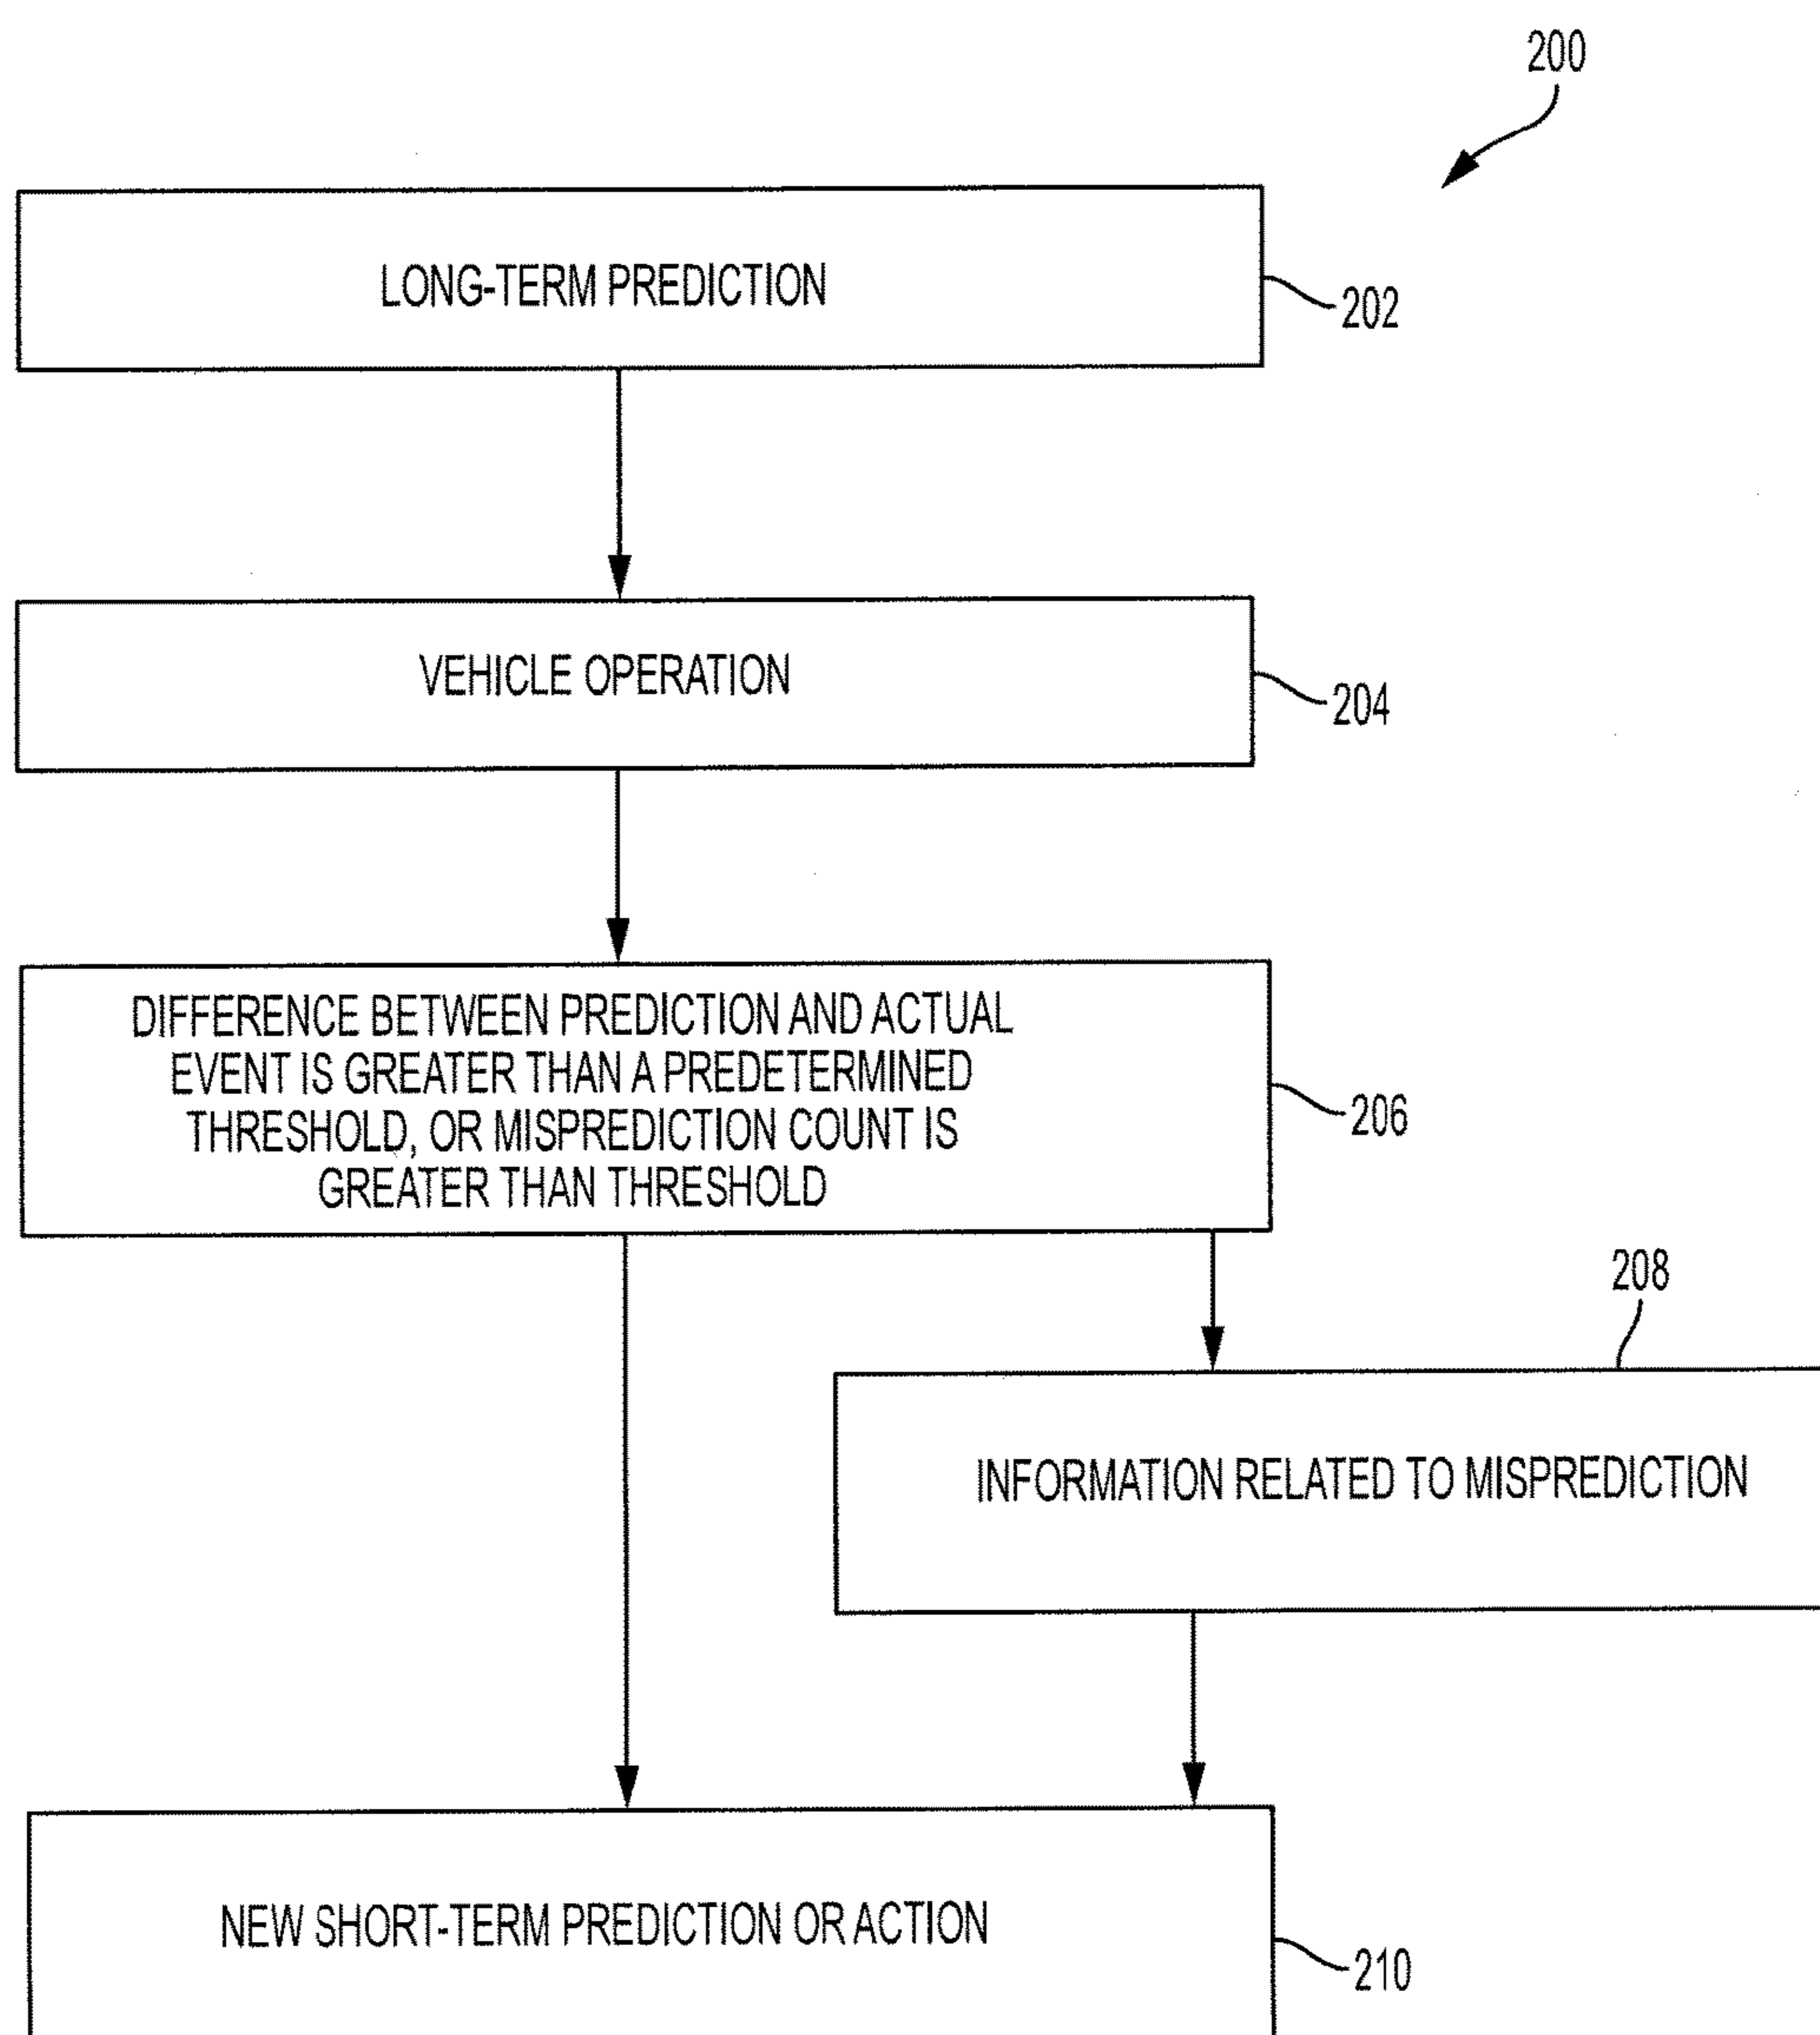 200
LONG-TERM PREDICTION
202
VEHICLE OPERATION
204
DIFFERENCE BETWEEN PREDICTION AND ACTUAL
EVENT IS GREATER THAN A PREDETERMINED
THRESHOLD, OR MISPREDICTION COUNT IS
GREATER THAN THRESHOLD
206
208
INFORMATION RELATED TO MISPREDICTION
NEW SHORT-TERM PREDICTION OR ACTION
210